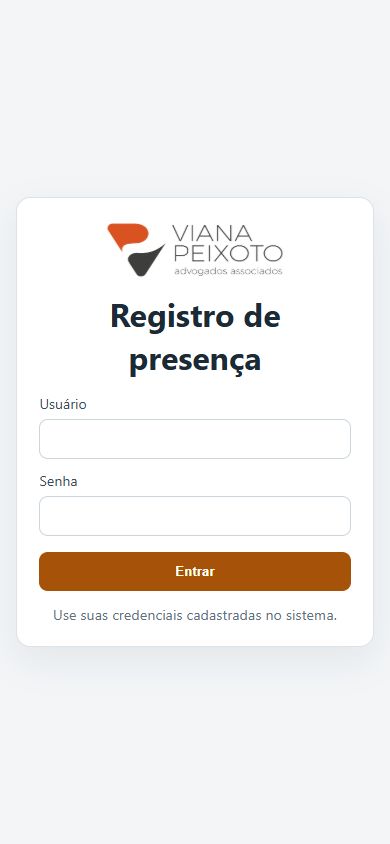 VIANA
PEIXOTO
advogados associados
Registro de
presença
Usuário
Senha
Entrar
Use suas credenciais cadastradas no sistema.